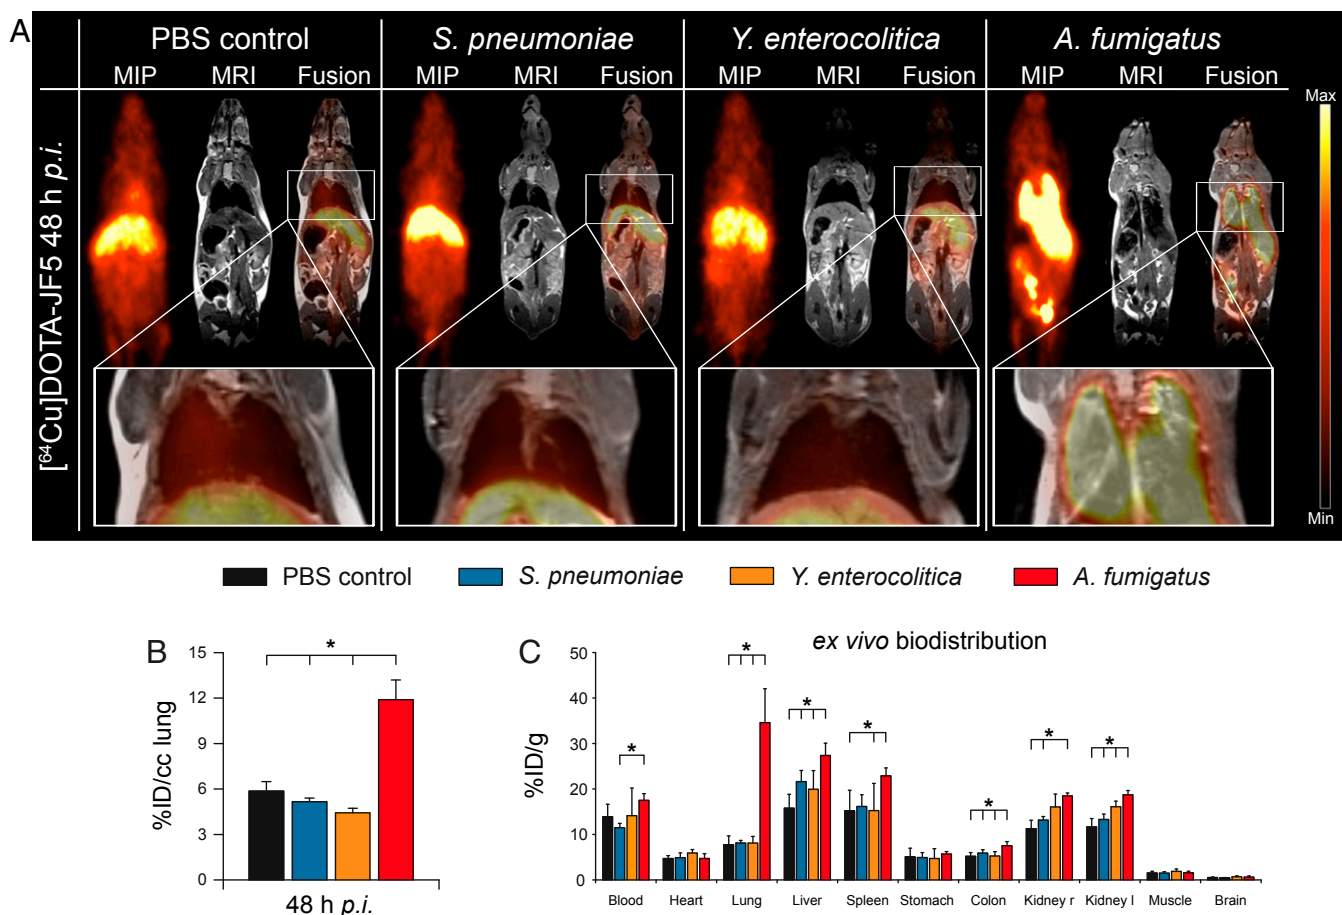 A
PBS control
S. pneumoniae
Y. enterocolitica
A. fumigatus
MIP MRI Fusion
MIP MRI Fusion
MIP MRI Fusion
MIP MRI Fusion
[⁶⁴Cu]DOTA-JF5 48 h p.i.
Max
Min
PBS control
S. pneumoniae
Y. enterocolitica
A. fumigatus
B
%ID/cc lung
15
12
9
6
3
0
*
48 h p.i.
C
ex vivo biodistribution
%ID/g
50
40
30
20
10
0
* * * * * * *
Blood Heart Lung Liver Spleen Stomach Colon Kidney r Kidney l Muscle Brain